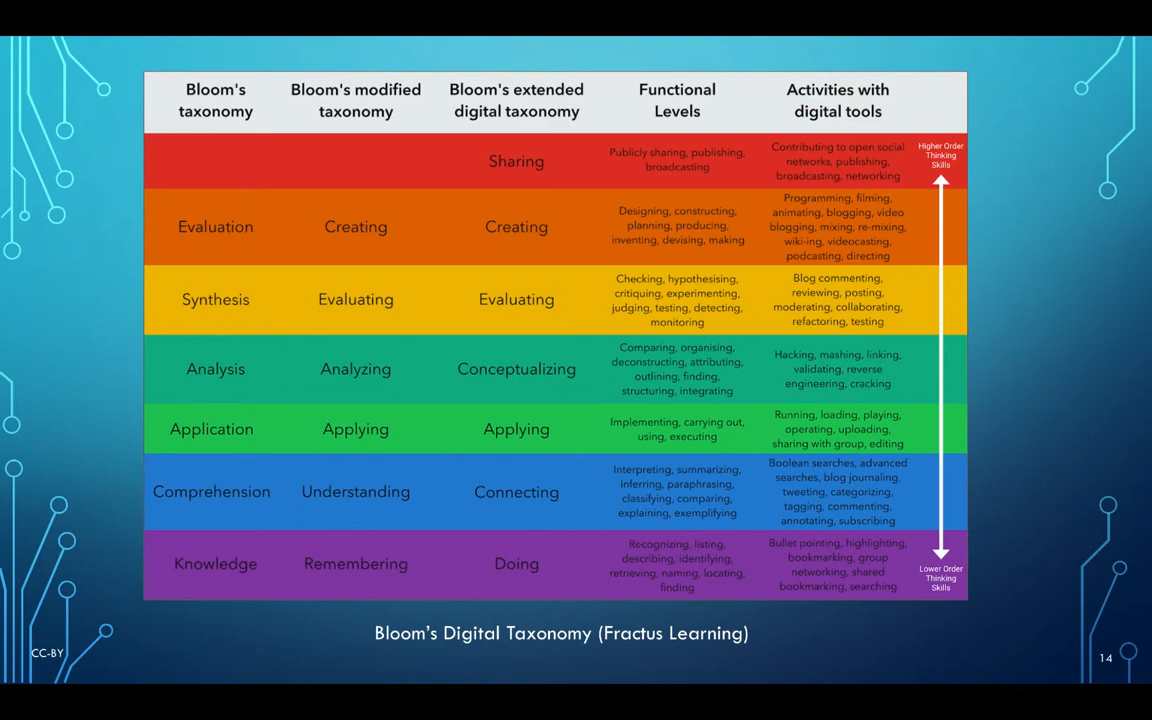 Bloom's
taxonomy
Bloom's modified
taxonomy
Bloom's extended
digital taxonomy
Functional
Levels
Activities with
digital tools
Sharing
Publicly sharing, publishing,
broadcasting
Contributing to open social
networks, publishing,
broadcasting, networking
Higher Order
Thinking
Skills
Evaluation
Creating
Creating
Designing, constructing,
planning, producing,
inventing, devising, making
Programming, filming,
animating, blogging, video
blogging, mixing, re-mixing,
wiki-ing, videocasting,
podcasting, directing
Synthesis
Evaluating
Evaluating
Checking, hypothesising,
critiquing, experimenting,
judging, testing, detecting,
monitoring
Blog commenting,
reviewing, posting,
moderating, collaborating,
refactoring, testing
Analysis
Analyzing
Conceptualizing
Comparing, organising,
deconstructing, attributing,
outlining, finding,
structuring, integrating
Hacking, mashing, linking,
validating, reverse
engineering, cracking
Application
Applying
Applying
Implementing, carrying out,
using, executing
Running, loading, playing,
operating, uploading,
sharing with group, editing
Comprehension
Understanding
Connecting
Interpreting, summarizing,
inferring, paraphrasing,
classifying, comparing,
explaining, exemplifying
Boolean searches, advanced
searches, blog journaling,
tweeting, categorizing,
tagging, commenting,
annotating, subscribing
Knowledge
Remembering
Doing
Recognizing, listing,
describing, identifying,
retrieving, naming, locating,
finding
Bullet pointing, highlighting,
bookmarking, group
networking, shared
bookmarking, searching
Lower Order
Thinking
Skills
Bloom's Digital Taxonomy (Fractus Learning)
CC-BY
14